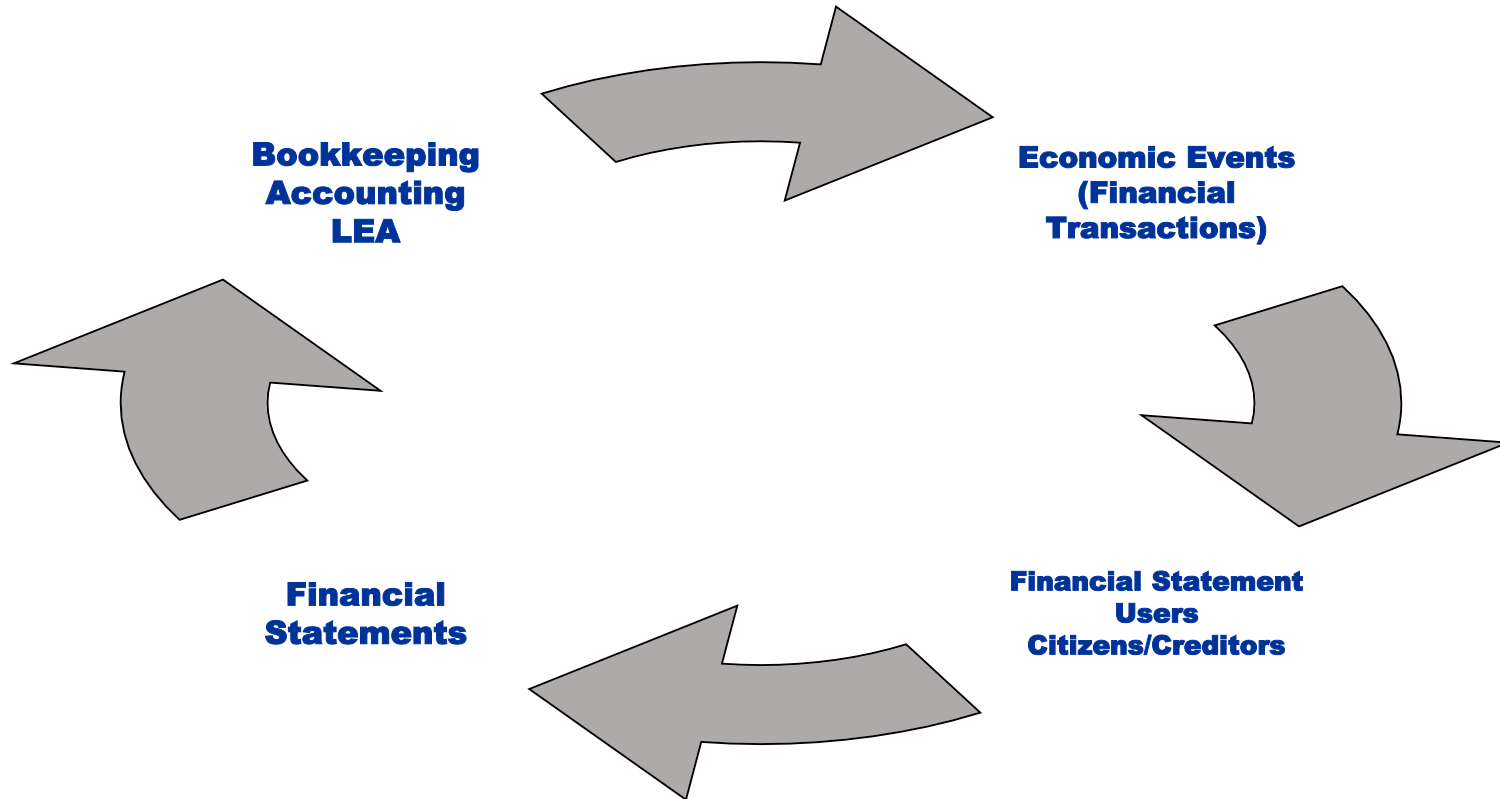 Bookkeeping
Accounting
LEA
Economic Events
(Financial
Transactions)
Financial
Statements
Financial Statement
Users
Citizens/Creditors